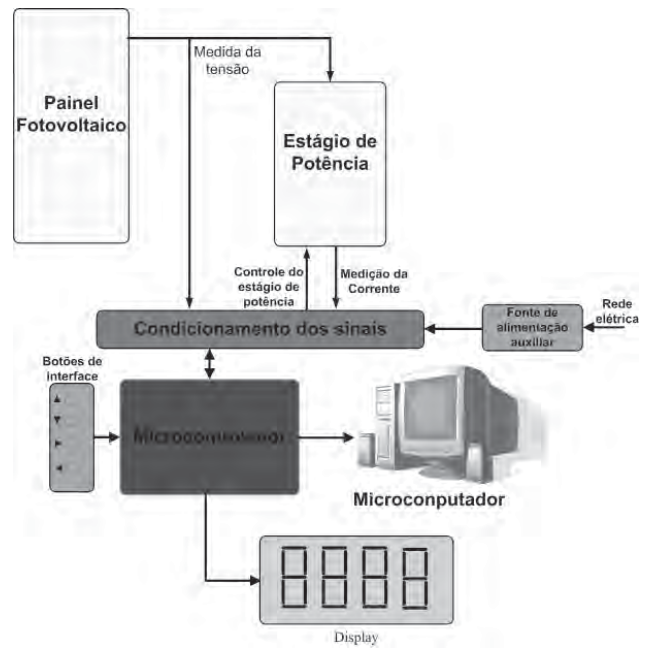 Medida da
tensão
Painel
Fotovoltaico
Estágio de
Potência
Controle do
estágio de
potência
Medição da
Corrente
Condicionamento dos sinais
Fonte de
alimentação
auxiliar
Rede
elétrica
Botões de
interface
Microconputador
8888
Display